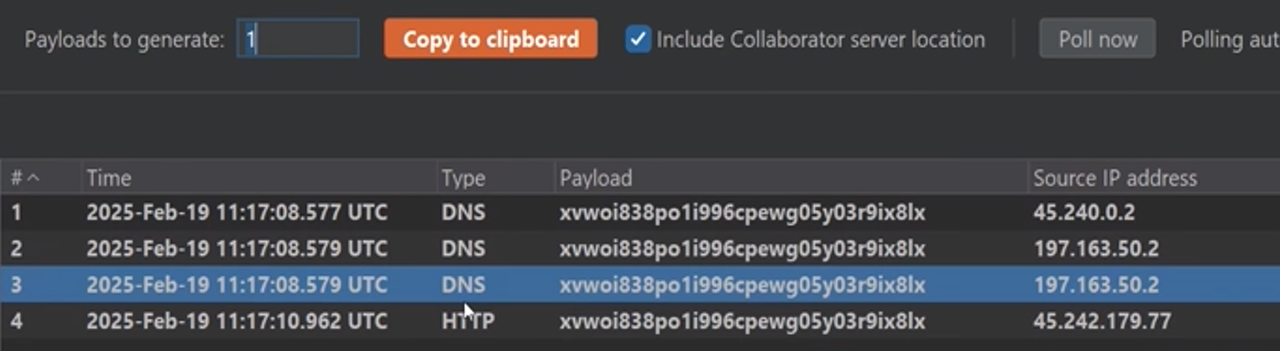 Payloads to generate: 1 Copy to clipboard Include Collaborator server location Poll now Polling aut
# Time Type Payload Source IP address
1 2025-Feb-19 11:17:08.577 UTC DNS xvwoi838po1i996cpewg05y03r9ix8lx 45.240.0.2
2 2025-Feb-19 11:17:08.579 UTC DNS xvwoi838po1i996cpewg05y03r9ix8lx 197.163.50.2
3 2025-Feb-19 11:17:08.579 UTC DNS xvwoi838po1i996cpewg05y03r9ix8lx 197.163.50.2
4 2025-Feb-19 11:17:10.962 UTC HTTP xvwoi838po1i996cpewg05y03r9ix8lx 45.242.179.77